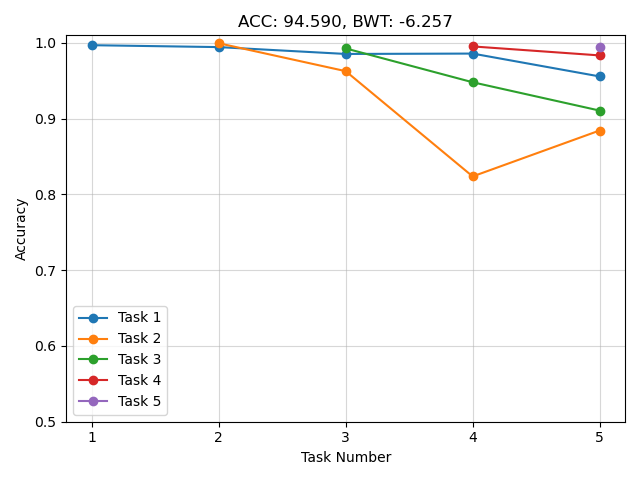 ACC: 94.590, BWT: -6.257
1.0
0.9
0.8
0.7
0.6
0.5
Accuracy
Task 1
Task 2
Task 3
Task 4
Task 5
1 2 3 4 5
Task Number